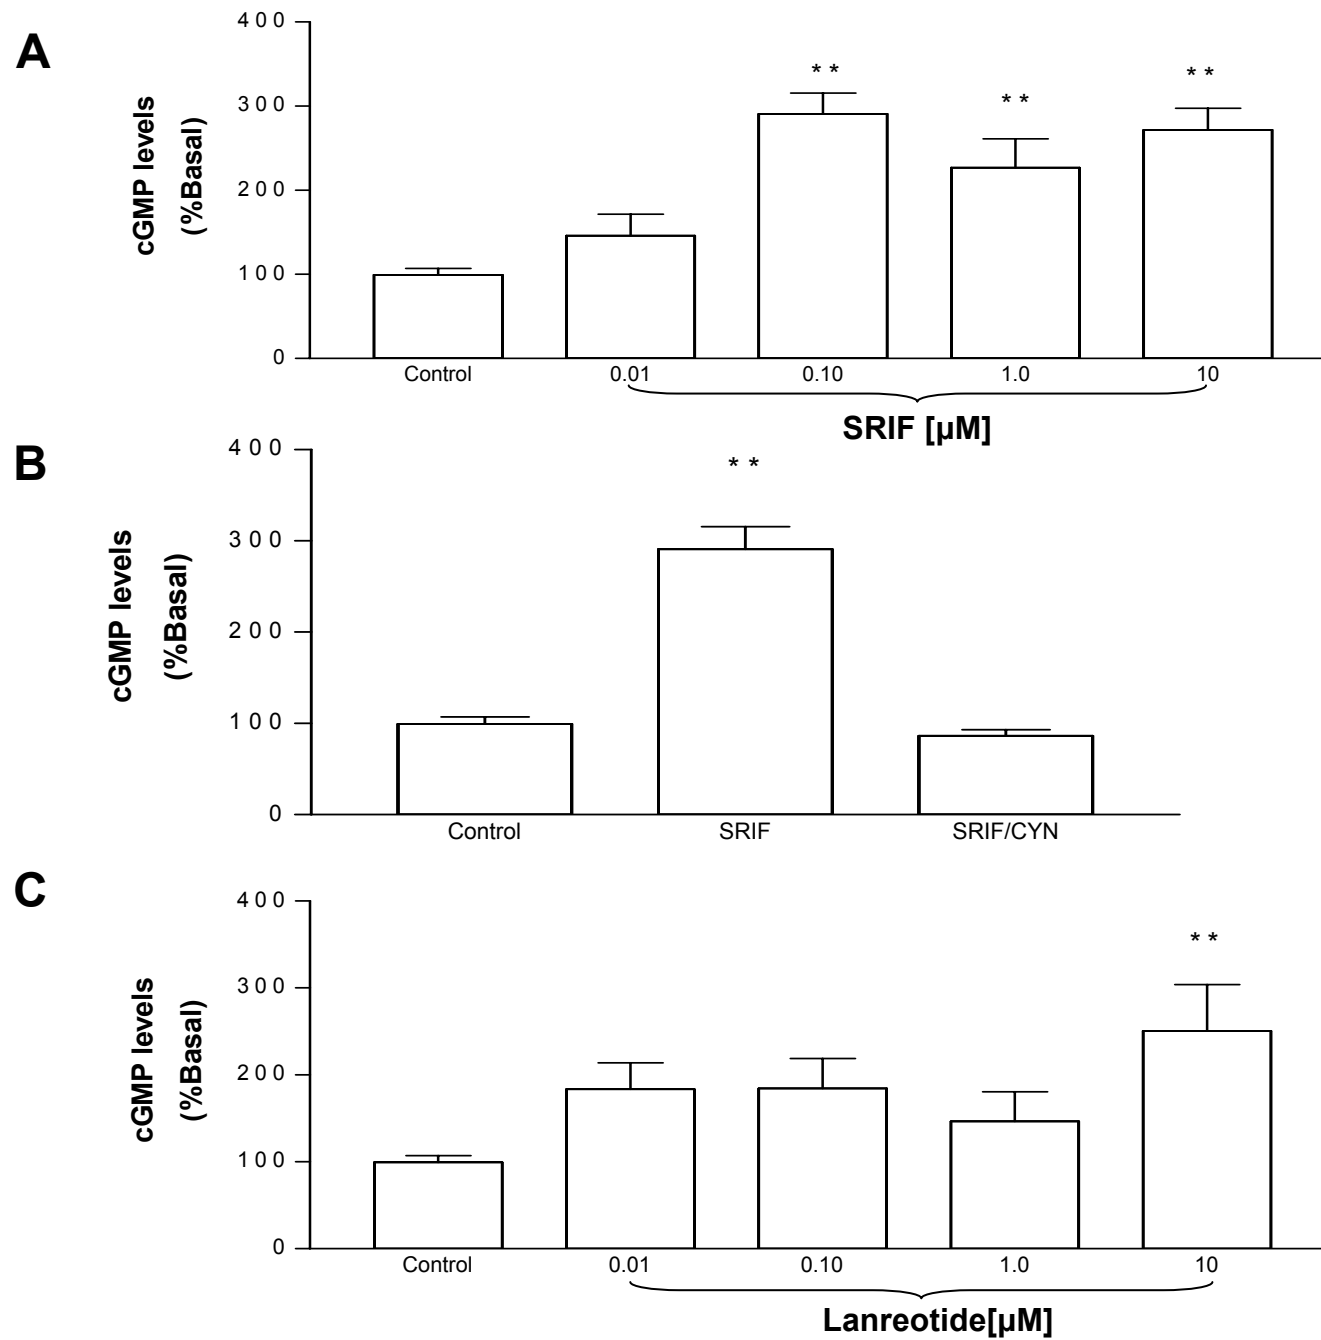 A
cGMP levels
(%Basal)
400
300
200
100
0
**
**
**
Control 0.01 0.10 1.0 10
SRIF [µM]
B
cGMP levels
(%Basal)
400
300
200
100
0
**
Control SRIF SRIF/CYN
C
cGMP levels
(%Basal)
400
300
200
100
0
**
Control 0.01 0.10 1.0 10
Lanreotide[µM]